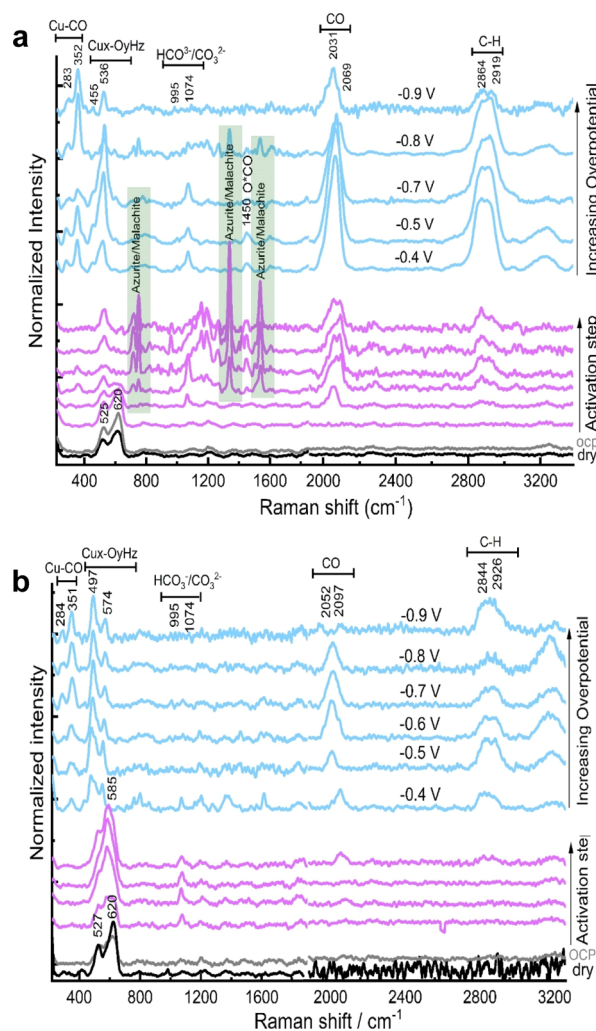 a
Cu-CO
283
352
Cux-OyHz
455
536
HCO³⁻/CO₃²⁻
995
1074
CO
2031
2069
C-H
2864
2919
-0.9 V
-0.8 V
-0.7 V
-0.5 V
-0.4 V
Azurite/Malachite
Azurite/Malachite
1450 O*CO
Azurite/Malachite
525
620
ocp
dry
Increasing Overpotential
Activation step
Normalized Intensity
400
800
1200
1600
2000
2400
2800
3200
Raman shift (cm⁻¹)
b
Cu-CO
284
351
Cux-OyHz
497
574
HCO₃⁻/CO₃²⁻
995
1074
CO
2052
2097
C-H
2844
2926
-0.9 V
-0.8 V
-0.7 V
-0.6 V
-0.5 V
-0.4 V
585
527
620
OCP
dry
Increasing Overpotential
Activation ste
Normalized intensity
400
800
1200
1600
2000
2400
2800
3200
Raman shift / cm⁻¹